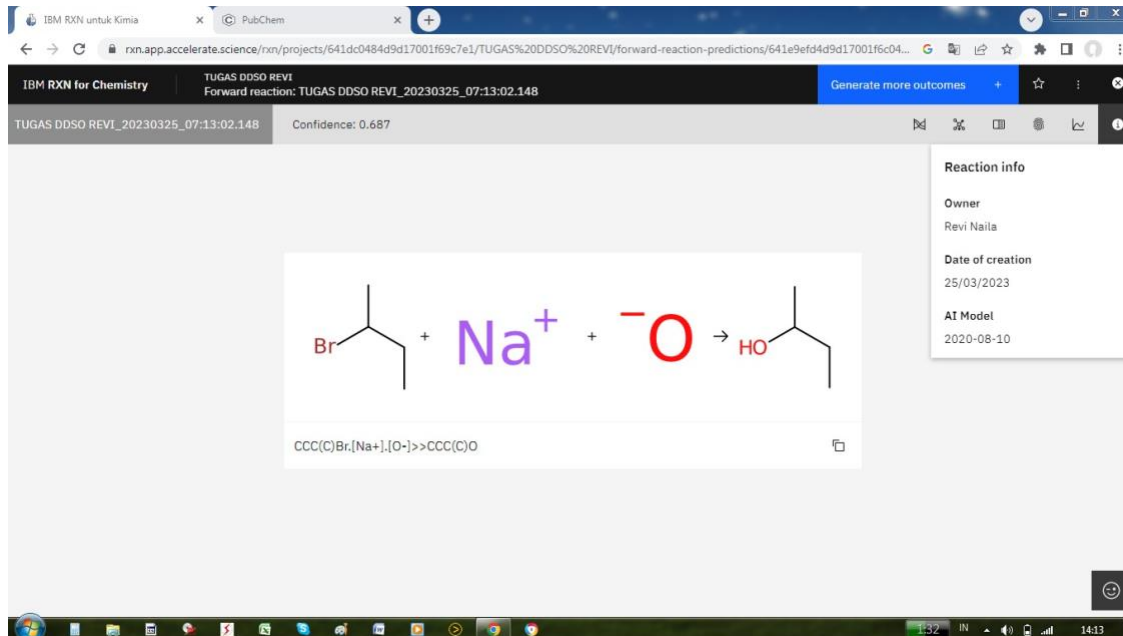 IBM RXN untuk Kimia
PubChem
rxn.app.accelerate.science/rxn/projects/641dc0484d9d17001f69c7e1/TUGAS%20DDSO%20REVI/forward-reaction-predictions/641e9efd4d9d17001f6c04...
IBM RXN for Chemistry
TUGAS DDSO REVI
Forward reaction: TUGAS DDSO REVI_20230325_07:13:02.148
Generate more outcomes +
TUGAS DDSO REVI_20230325_07:13:02.148
Confidence: 0.687
Reaction info
Owner
Revi Naila
Date of creation
25/03/2023
AI Model
2020-08-10
Br + Na+ + -O → HO
CCC(C)Br.[Na+].[O-]>>CCC(C)O
1:32 IN 14:13